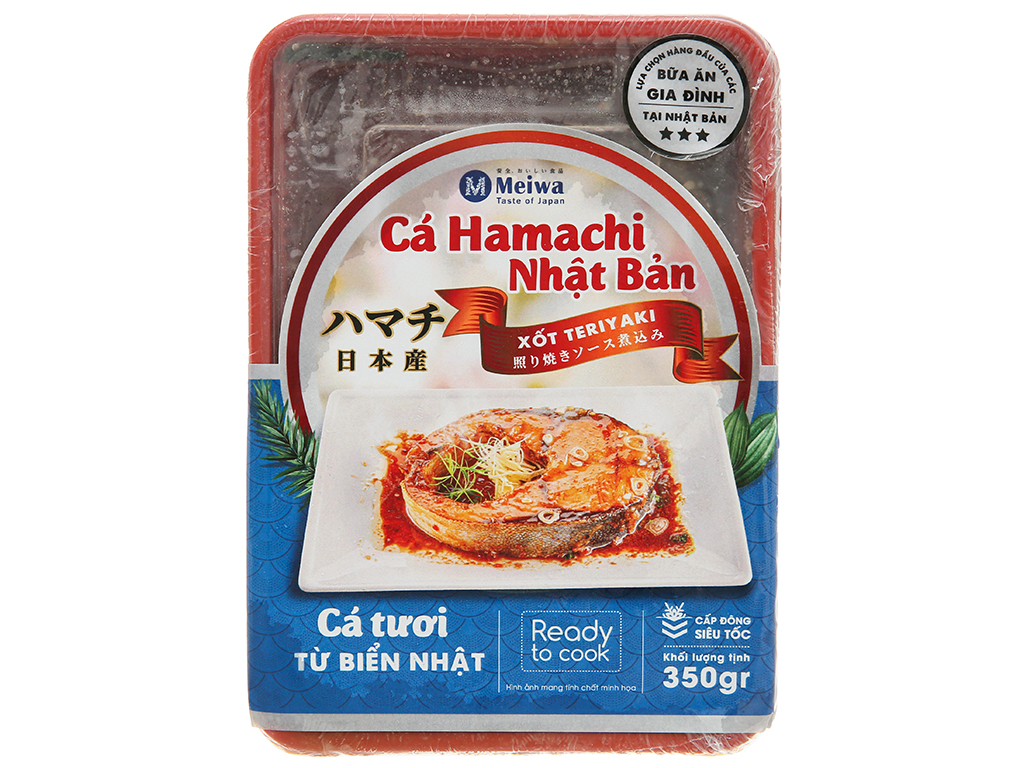 LỰA CHỌN HÀNG ĐẦU CỦA CÁC
BỮA ĂN
GIA ĐÌNH
TẠI NHẬT BẢN
安全、おいしい食品
Meiwa
Taste of Japan
Cá Hamachi
Nhật Bản
ハマチ
日本産
XỐT TERIYAKI
照り焼きソース煮込み
Cá tươi
TỪ BIỂN NHẬT
Ready
to cook
Hình ảnh mang tính chất minh họa
CẤP ĐÔNG
SIÊU TỐC
Khối lượng tịnh
350gr